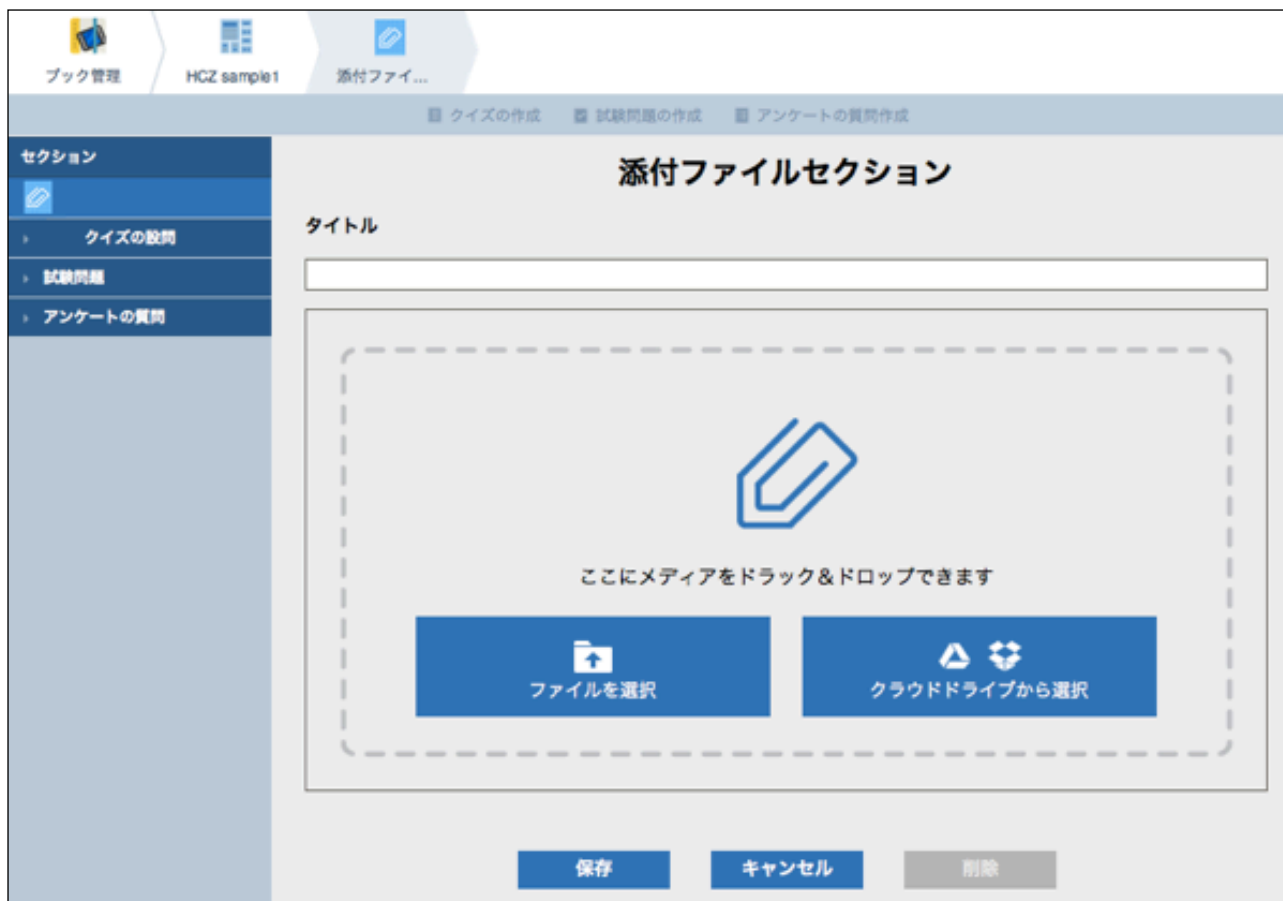 ブック管理
HCZ sample1
添付ファイ...
クイズの作成 試験問題の作成 アンケートの質問作成
セクション
クイズの設問
試験問題
アンケートの質問
添付ファイルセクション
タイトル
ここにメディアをドラック＆ドロップできます
ファイルを選択
クラウドドライブから選択
保存
キャンセル
削除